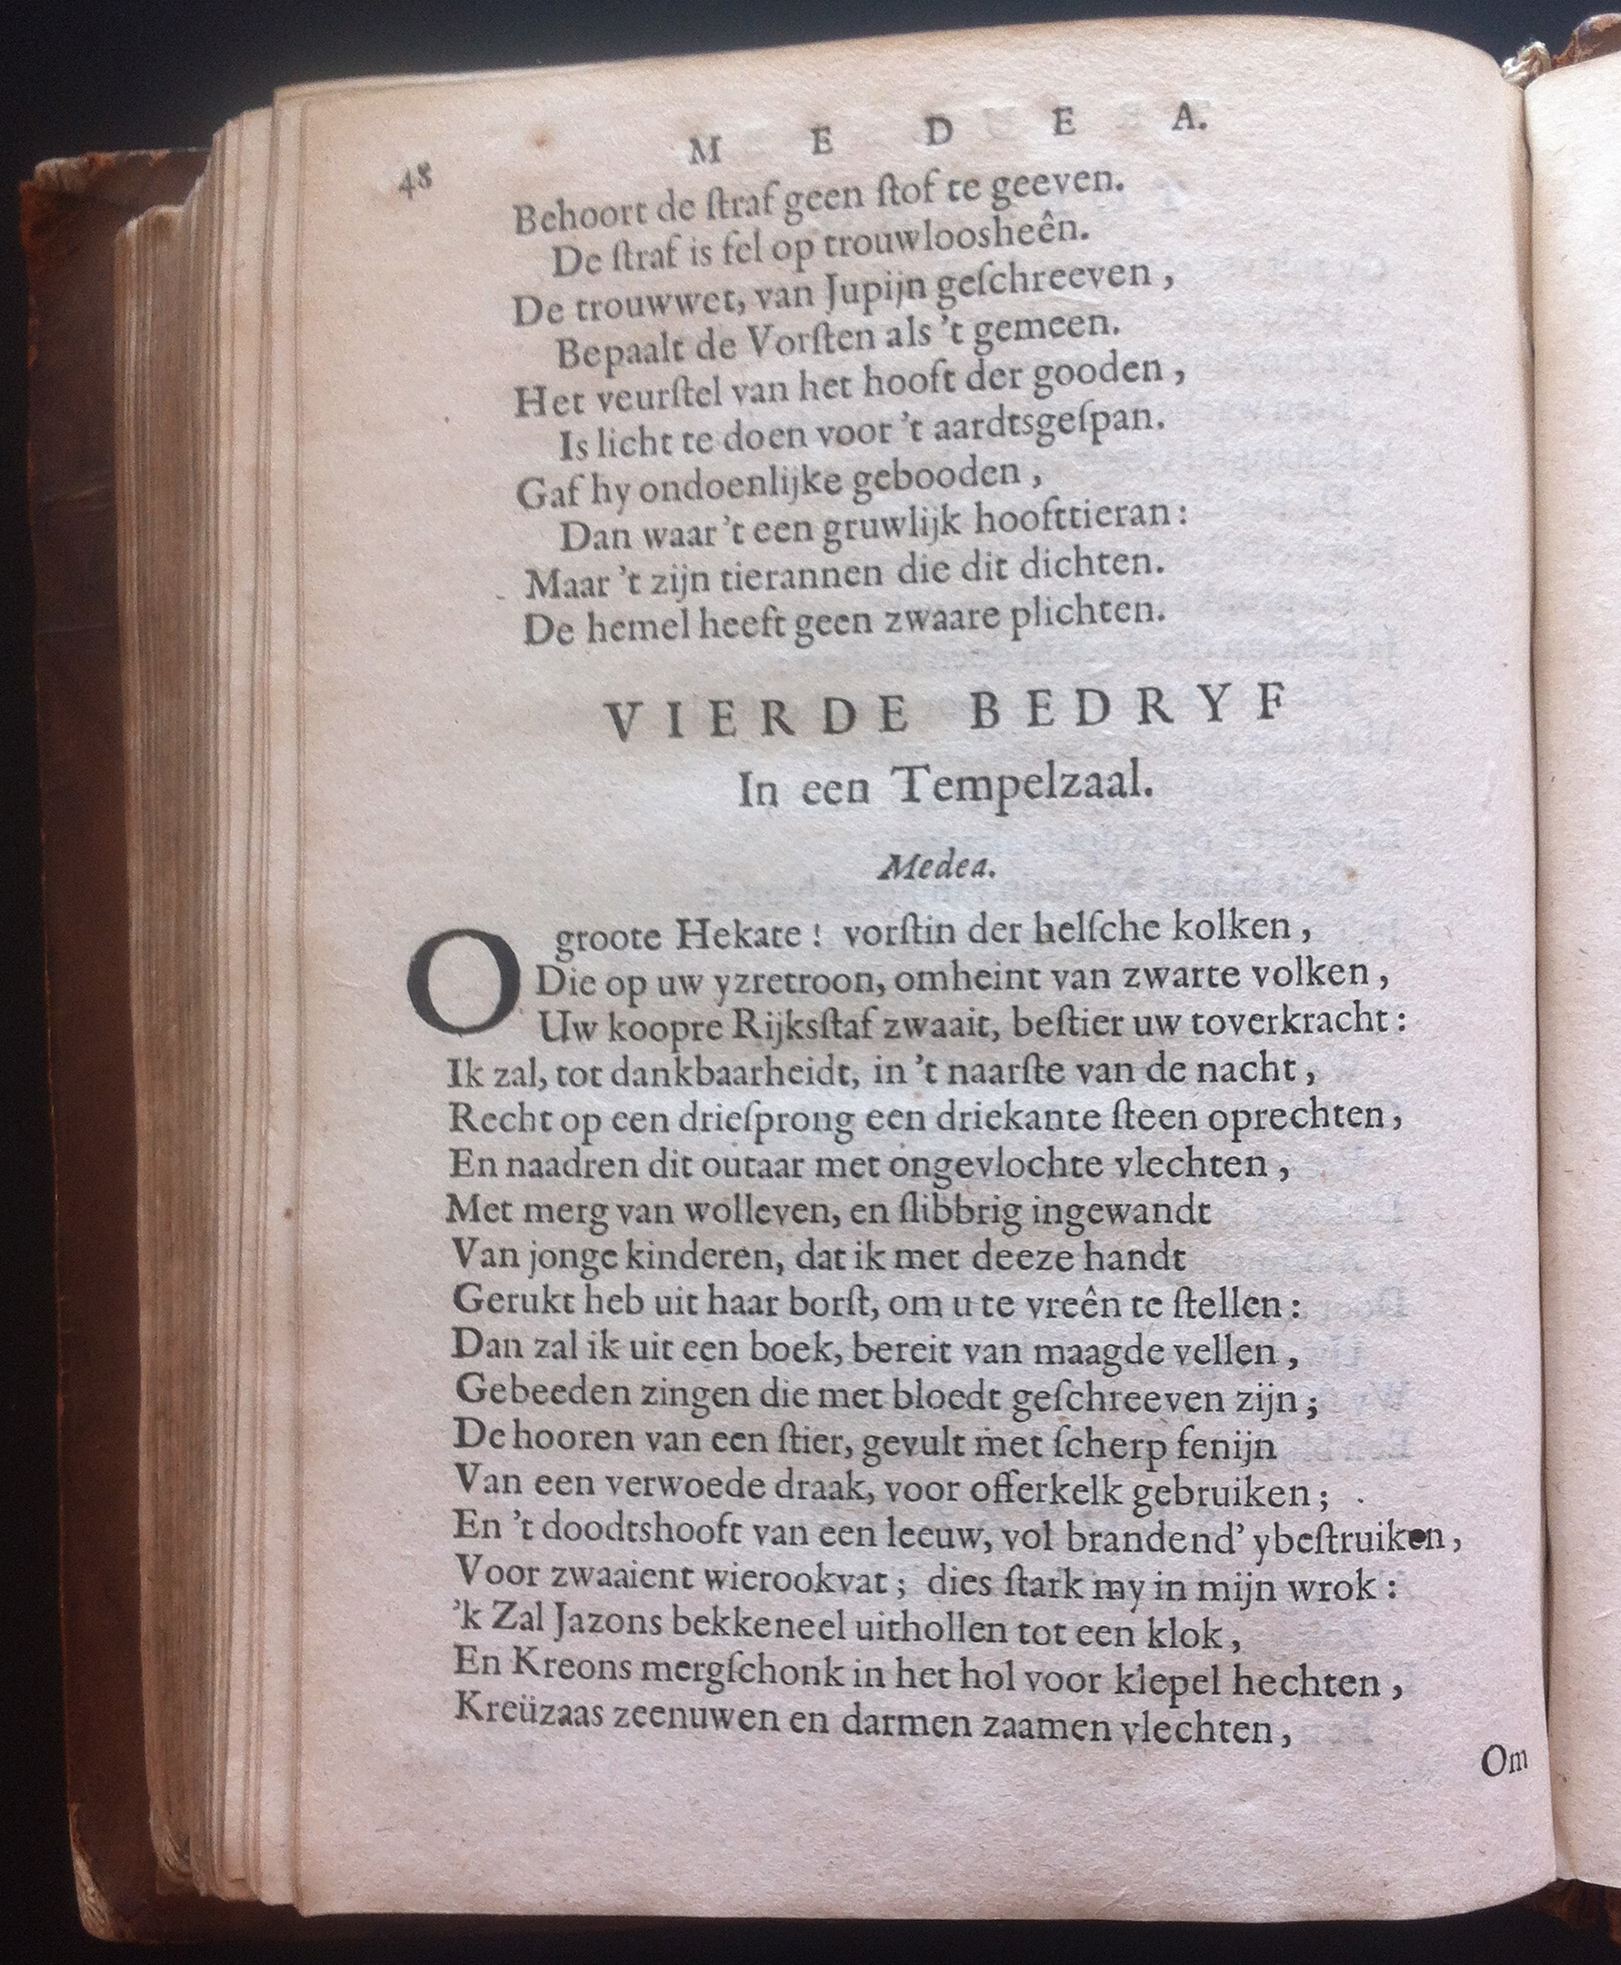 48 M E D E A.
Behoort de ſtraf geen ſtof te geeven.
De ſtraf is fel op trouwloosheên.
De trouwwet, van Jupijn geſchreeven,
Bepaalt de Vorſten als 't gemeen.
Het veurſtel van het hooft der gooden,
Is licht te doen voor 't aardtsgeſpan.
Gaf hy ondoenlijke gebooden,
Dan waar 't een gruwlijk hoofttieran:
Maar 't zijn tierannen die dit dichten.
De hemel heeft geen zwaare plichten.
VIERDE BEDRYF
In een Tempelzaal.
Medea.
O groote Hekate! vorſtin der helſche kolken,
Die op uw yzretroon, omheint van zwarte volken,
Uw koopre Rijksſtaf zwaait, beſtier uw toverkracht:
Ik zal, tot dankbaarheidt, in 't naarſte van de nacht,
Recht op een drieſprong een driekante ſteen oprechten,
En naadren dit outaar met ongevlochte vlechten,
Met merg van wolleven, en ſlibbrig ingewandt
Van jonge kinderen, dat ik met deeze handt
Gerukt heb uit haar borſt, om u te vreên te ſtellen:
Dan zal ik uit een boek, bereit van maagde vellen,
Gebeeden zingen die met bloedt geſchreeven zijn;
De hooren van een ſtier, gevult met ſcherp fenijn
Van een verwoede draak, voor offerkelk gebruiken;
En 't doodtshooft van een leeuw, vol brandend' ybeſtruiken,
Voor zwaaient wierookvat; dies ſtark my in mijn wrok:
'k Zal Jazons bekkeneel uithollen tot een klok,
En Kreons mergſchonk in het hol voor klepel hechten,
Kreüzaas zeenuwen en darmen zaamen vlechten,
Om